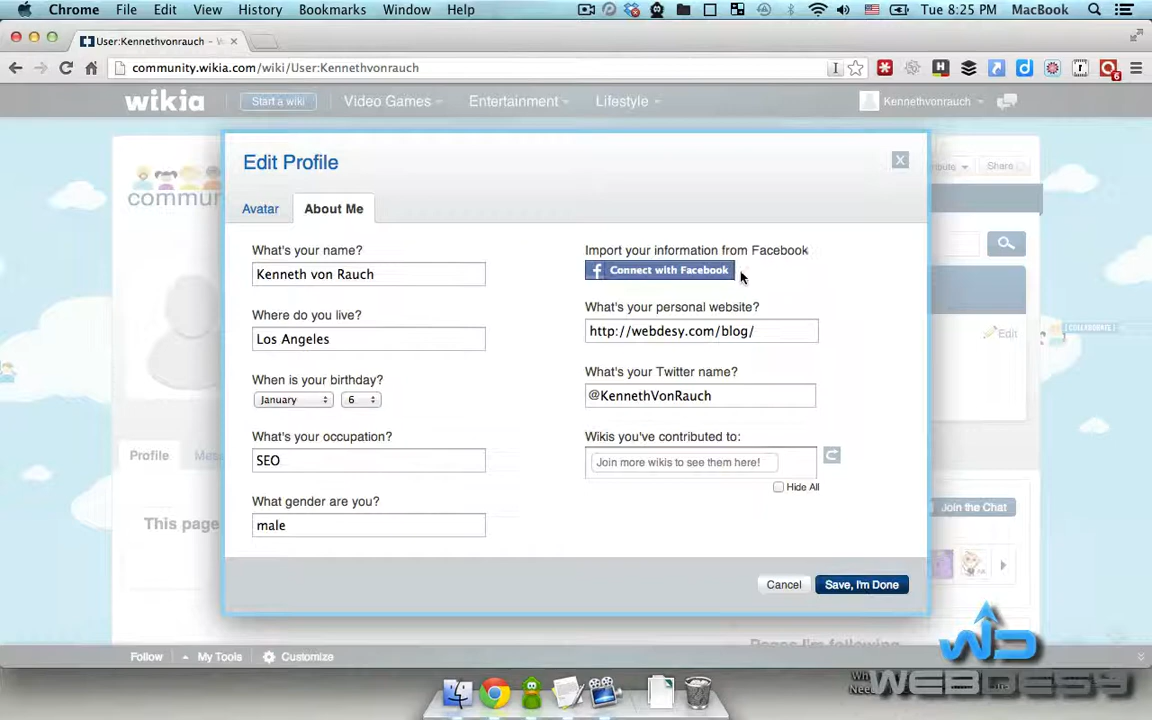 Chrome File Edit View History Bookmarks Window Help Tue 8:25 PM MacBook
User:Kennethvonrauch -
community.wikia.com/wiki/User:Kennethvonrauch
6
wikia Start a wiki Video Games Entertainment Lifestyle Kennethvonrauch
Share
Edit Profile
commun
Avatar About Me
What's your name?
Kenneth von Rauch
Where do you live?
Los Angeles
When is your birthday?
January 6
What's your occupation?
SEO
What gender are you?
male
Import your information from Facebook
Connect with Facebook
What's your personal website?
http://webdesy.com/blog/
What's your Twitter name?
@KennethVonRauch
Wikis you've contributed to:
Join more wikis to see them here!
Hide All
Edit
Profile
This page
Join the Chat
Cancel Save, I'm Done
Follow My Tools Customize
WD
WEBDESY